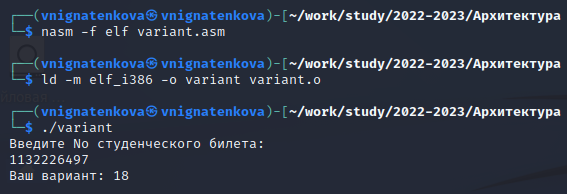 ┌──(vnignatenkova㉿vnignatenkova)-[~/work/study/2022-2023/Архитектура
└─$ nasm -f elf variant.asm
┌──(vnignatenkova㉿vnignatenkova)-[~/work/study/2022-2023/Архитектура
└─$ ld -m elf_i386 -o variant variant.o
┌──(vnignatenkova㉿vnignatenkova)-[~/work/study/2022-2023/Архитектура
└─$ ./variant
Введите No студенческого билета:
1132226497
Ваш вариант: 18